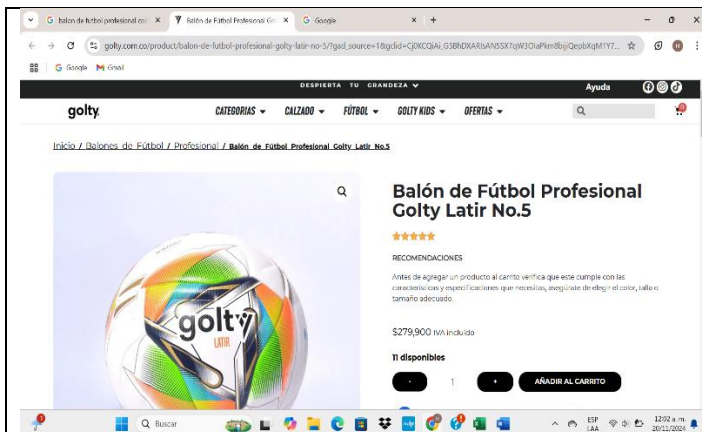 balon de futbol profesional col
Balón de Fútbol Profesional Go
Google
golty.com.co/product/balon-de-futbol-profesional-golty-latir-no-5/?gad_source=1&gclid=
Google
Gmail
DESPIERTA TU GRANDEZA
Ayuda
golty.
CATEGORIAS
CALZADO
FÚTBOL
GOLTY KIDS
OFERTAS
0
Inicio / Balones de Fútbol / Profesional / Balón de Fútbol Profesional Golty Latir No.5
Balón de Fútbol Profesional
Golty Latir No.5
RECOMENDACIONES
Antes de agregar un producto al carrito verifica que este cumple con las
características y especificaciones que necesitas, asegúrate de elegir el color, talla o
tamaño adecuado.
golty
LATIR
$279,900 IVA incluido
11 disponibles
-
1
+
AÑADIR AL CARRITO
Buscar
ESP
LAA
12:02 a. m.
20/11/2024